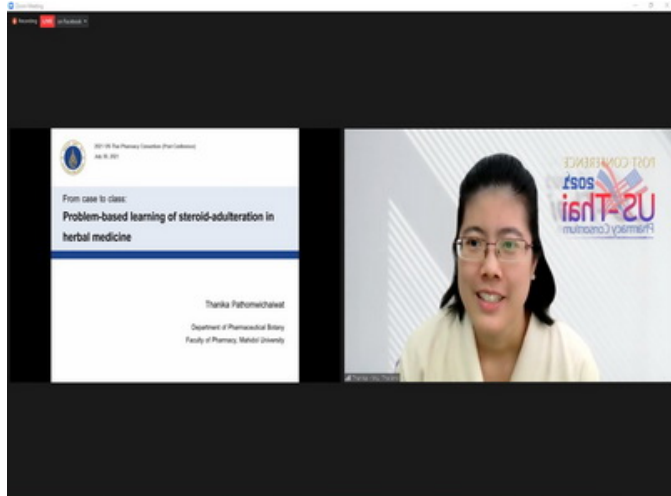 Zoom Meeting
Recording LIVE on Facebook
2021 US Thai Pharmacy Consortium (Post Conference)
July 30, 2021
From case to class:
Problem-based learning of steroid-adulteration in
herbal medicine
Thanika Pathomwichaiwat
Department of Pharmaceutical Botany
Faculty of Pharmacy, Mahidol University
POST CONFERENCE
2021
US-Thai
Pharmacy Consortium